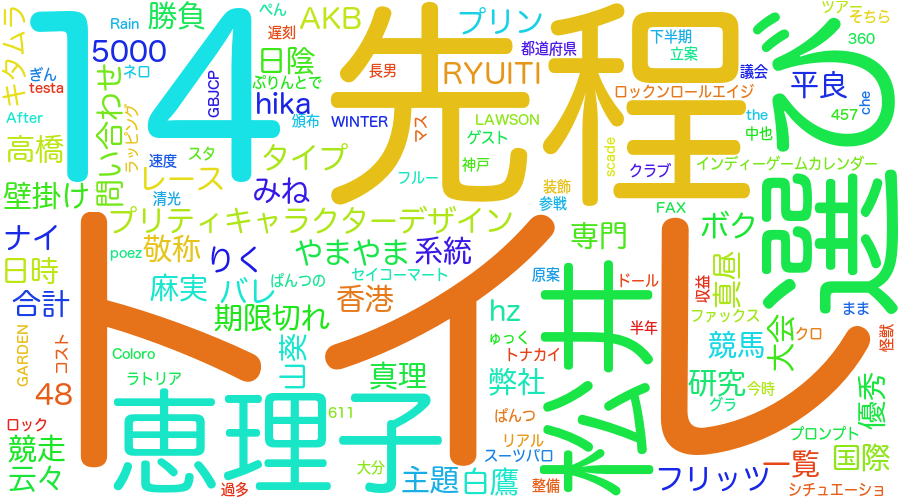 トイレ
14
先程
選び
恵理子
松井
キタムラ
ぎん
testa
After
Rain
ネロ
5000
勝負
ぺん
遅刻
AKB
日陰
ぷりんとで
長男
プリン
都道府県
RYUITI
下半期
立案
議会
ツアー
そちら
360
平良
457
che
ロックンロールエイジ
the
中也
高橋
問い合わせ
ラッピング
GBJCP
hika
頒布
WINTER
マス
LAWSON
ゲスト
scade
クラブ
インディーゲームカレンダー
速度
スタ
タイプ
神戸
壁掛け
レース
清光
みね
フルー
装飾
参戦
FAX
プリティキャラクターデザイン
ナイ
敬称
りく
やまやま
系統
専門
ボク
日時
poez
麻実
バレ
ぱんつの
セイコーマート
原案
ドール
収益
真昼
まま
合計
期限切れ
香港
hz
ゅっく
半年
ファックス
大会
クロ
怪獣
GARDEN
コスト
Coloro
山葵
トナカイ
競馬
48
ラトリア
真理
弊社
研究
グラ
今時
優秀
ロック
611
ぱんつ
プロンプト
競走
リアル
スーツパロ
国際
云々
過多
大分
主題
白鷹
整備
フリッツ
一覧
シチュエーショ